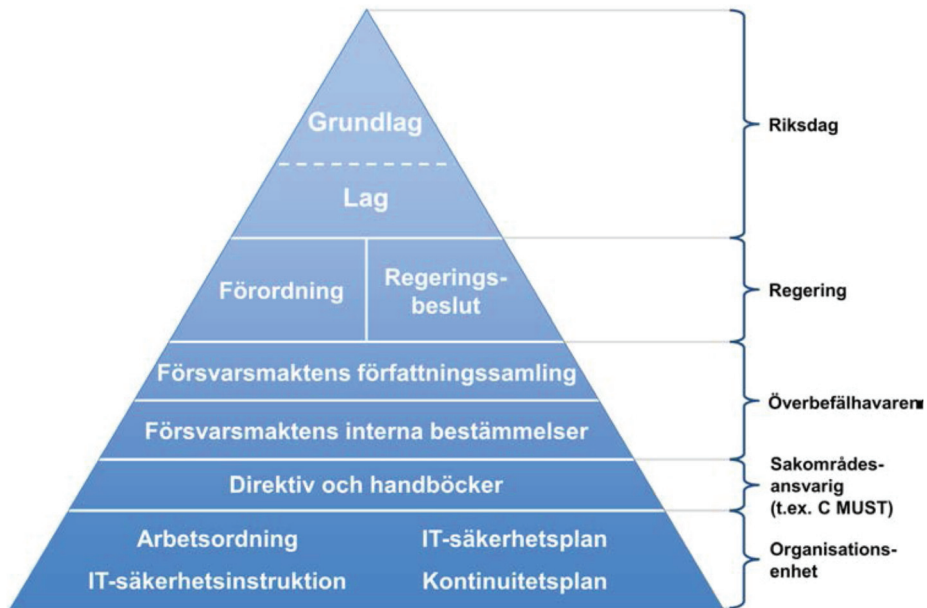 Grundlag
Lag
Riksdag
Förordning
Regerings-
beslut
Regering
Försvarsmaktens författningssamling
Försvarsmaktens interna bestämmelser
Överbefälhavaren
Direktiv och handböcker
Sakområdes-
ansvarig
(t.ex. C MUST)
Arbetsordning
IT-säkerhetsplan
IT-säkerhetsinstruktion
Kontinuitetsplan
Organisations-
enhet